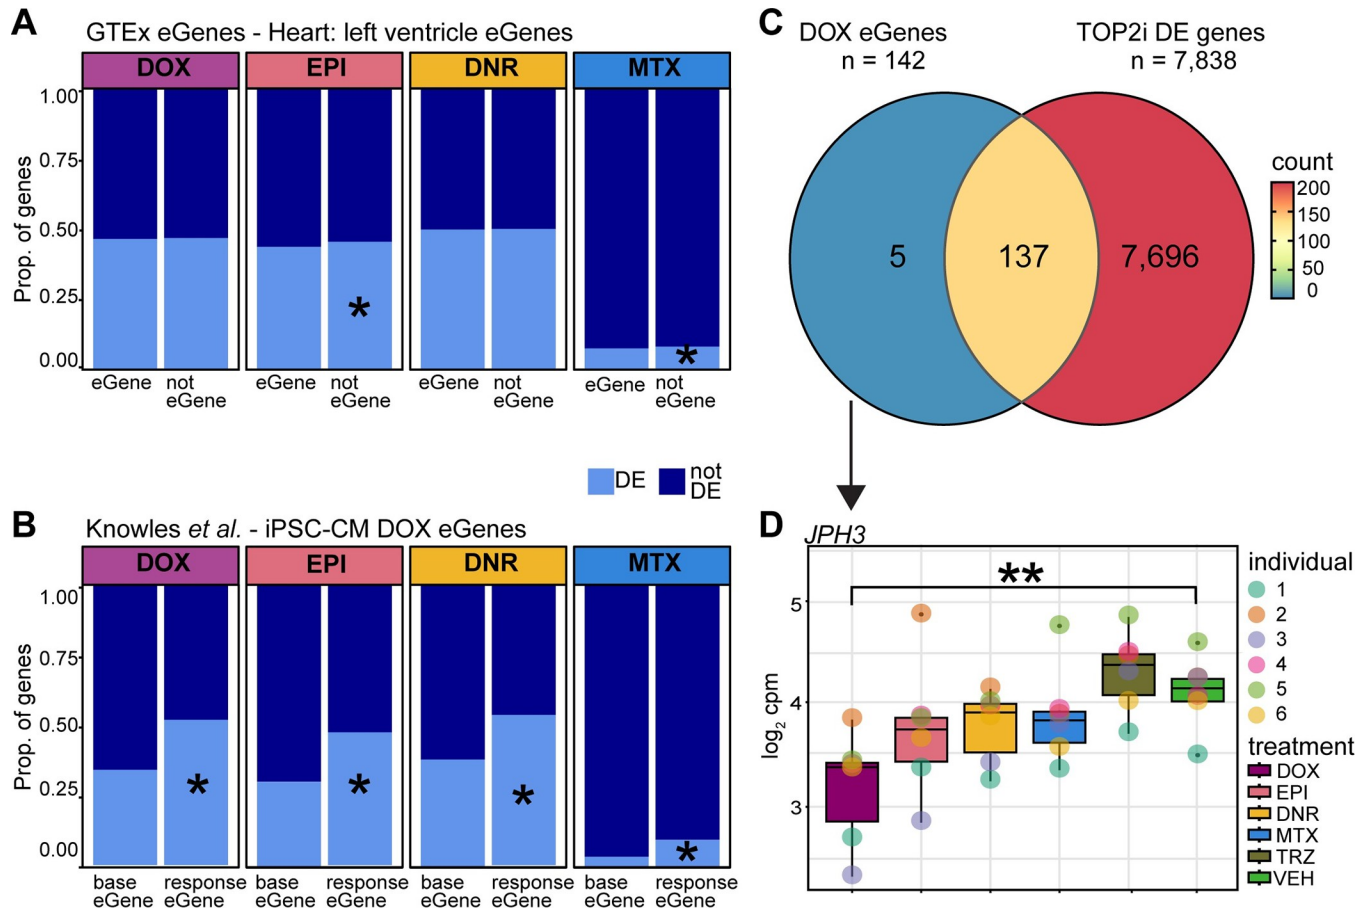 A
GTEx eGenes - Heart: left ventricle eGenes
DOX
EPI
DNR
MTX
Prop. of genes
1.00
0.75
0.50
0.25
0.00
eGene
not
eGene
eGene
not
eGene
eGene
not
eGene
eGene
not
eGene
*
*
DE
not
DE
B
Knowles et al. - iPSC-CM DOX eGenes
DOX
EPI
DNR
MTX
Prop. of genes
1.00
0.75
0.50
0.25
0.00
*
*
*
*
base
eGene
response
eGene
base
eGene
response
eGene
base
eGene
response
eGene
base
eGene
response
eGene
C
DOX eGenes
n = 142
TOP2i DE genes
n = 7,838
5
137
7,696
count
200
150
100
50
0
D
JPH3
**
log2 cpm
5
4
3
individual
1
2
3
4
5
6
treatment
DOX
EPI
DNR
MTX
TRZ
VEH